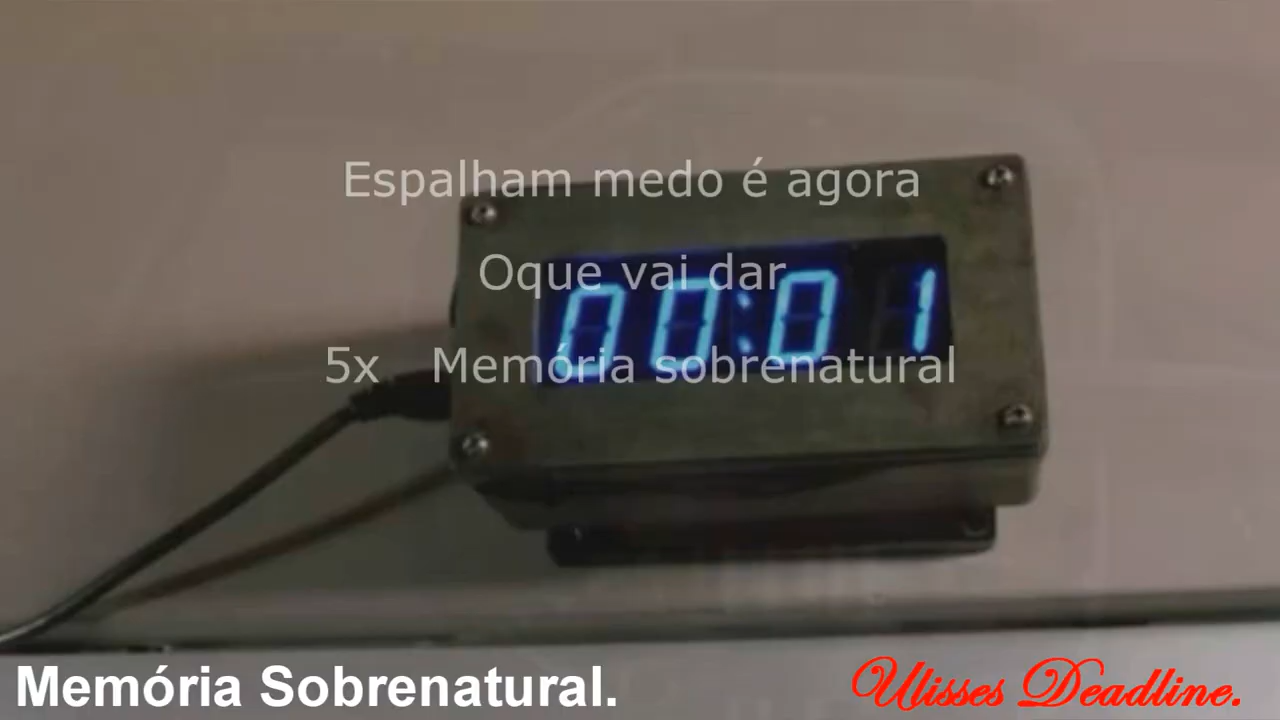 Espalham medo é agora
Oque vai dar
00:01
5x Memória sobrenatural
Memória Sobrenatural.
Ulisses Deadline.